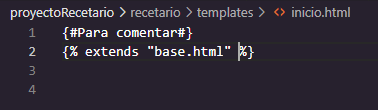 proyectoRecetario > recetario > templates > <> inicio.html
1 {#Para comentar#}
2 {% extends "base.html" %}
3
4